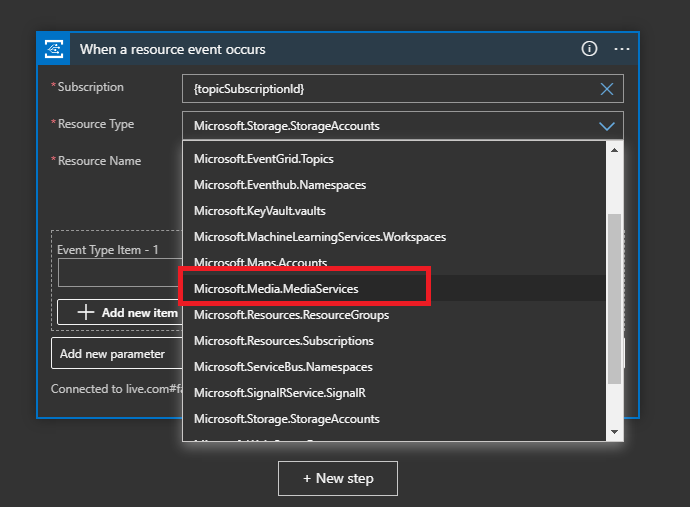 When a resource event occurs
* Subscription
{topicSubscriptionId}
* Resource Type
Microsoft.Storage.StorageAccounts
* Resource Name
Microsoft.EventGrid.Topics
Microsoft.Eventhub.Namespaces
Microsoft.KeyVault.vaults
Microsoft.MachineLearningServices.Workspaces
Microsoft.Maps.Accounts
Microsoft.Media.MediaServices
Microsoft.Resources.ResourceGroups
Microsoft.Resources.Subscriptions
Microsoft.ServiceBus.Namespaces
Microsoft.SignalRService.SignalR
Microsoft.Storage.StorageAccounts
Event Type Item - 1
Add new item
Add new parameter
Connected to live.com#fa
+ New step